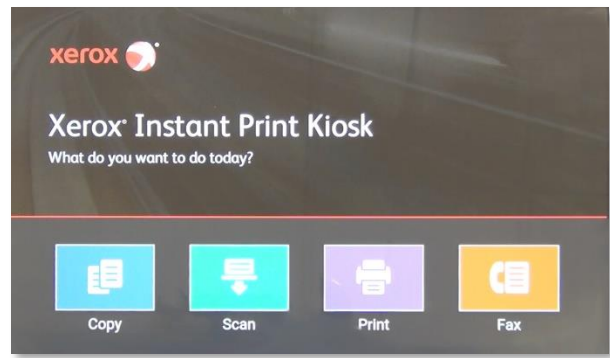 xerox
Xerox® Instant Print Kiosk
What do you want to do today?
Copy
Scan
Print
Fax